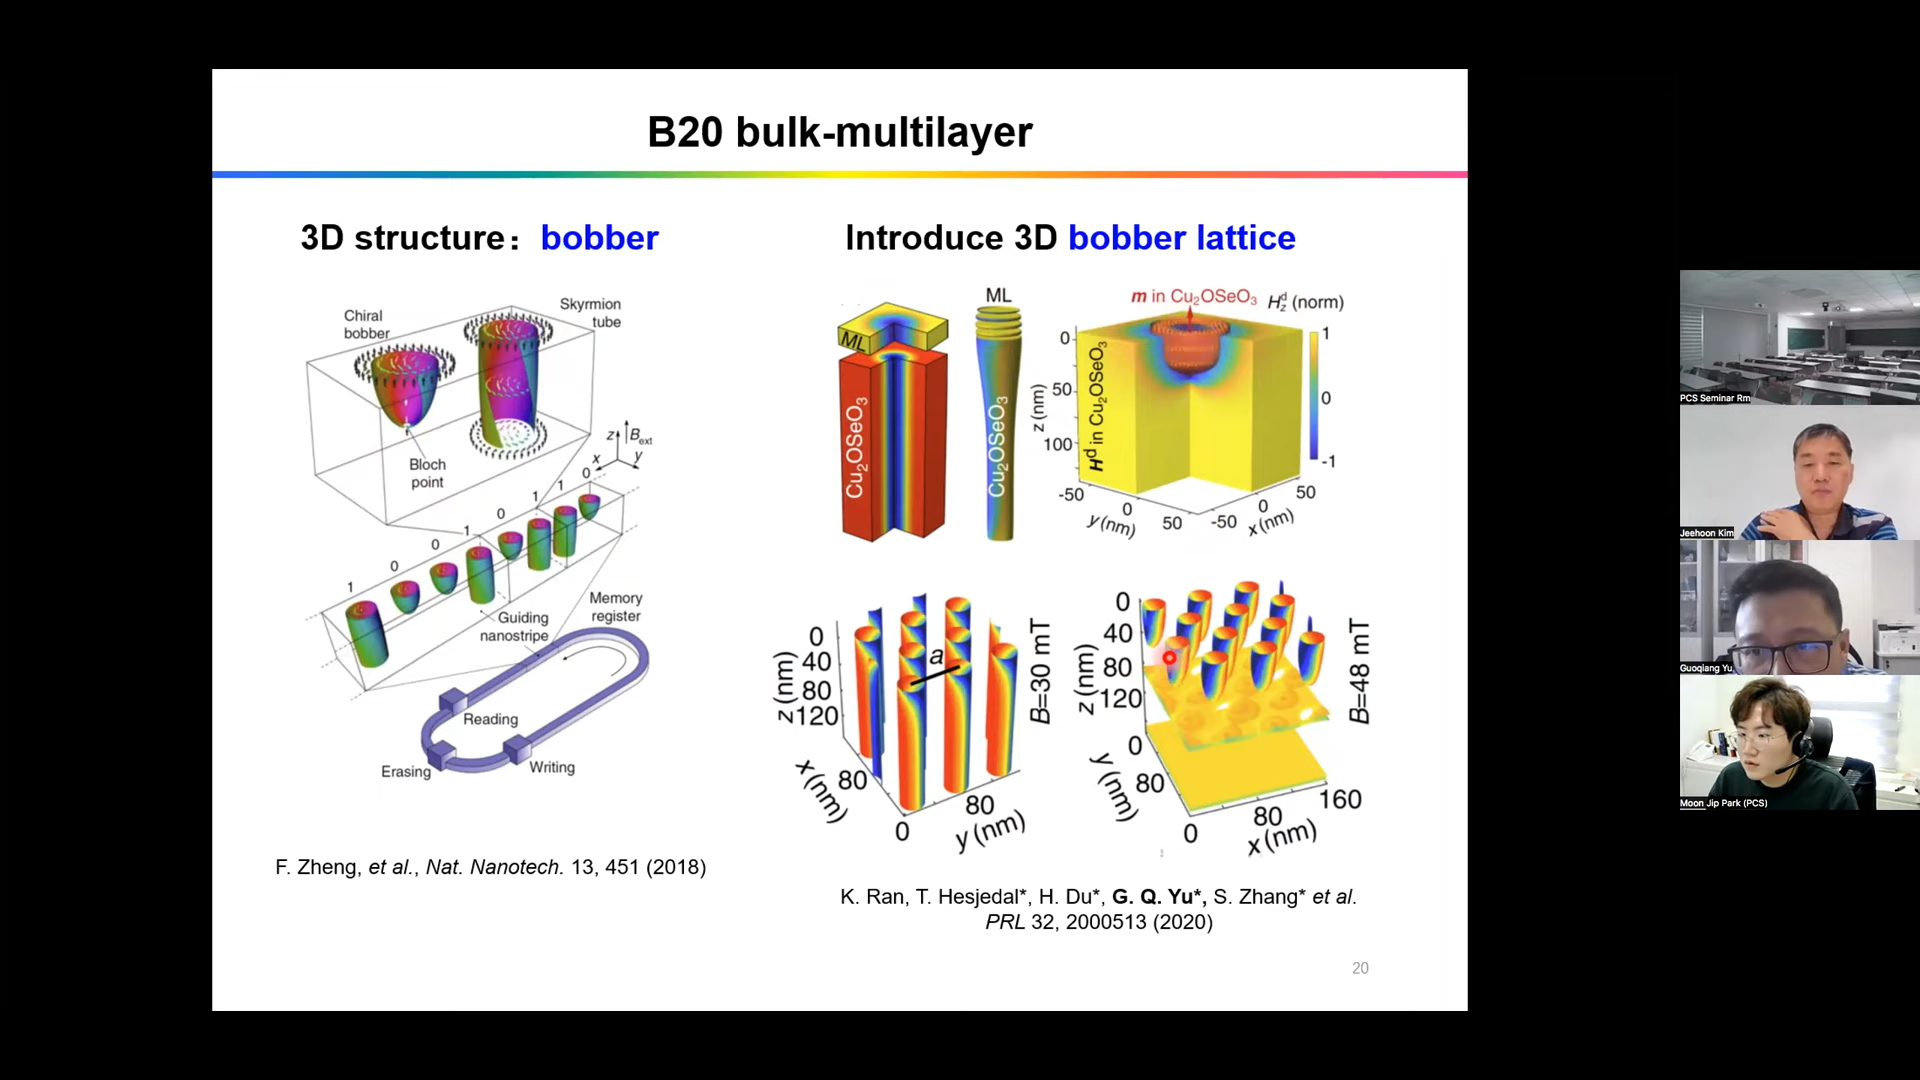 B20 bulk-multilayer
3D structure: bobber
Chiral
bobber
Skyrmion
tube
Bloch
point
z
B_ext
x
y
1
0
0
1
0
1
1
0
Guiding
nanostripe
Memory
register
Reading
Erasing
Writing
F. Zheng, et al., Nat. Nanotech. 13, 451 (2018)
Introduce 3D bobber lattice
ML
Cu₂OSeO₃
ML
Cu₂OSeO₃
m in Cu₂OSeO₃
H_z^d (norm)
1
0
-1
H^d in Cu₂OSeO₃
z (nm)
0
50
100
-50
0
50
y (nm)
-50
0
50
x (nm)
z (nm)
0
40
80
120
a
B=30 mT
x (nm)
80
0
80
y (nm)
z (nm)
0
40
80
120
B=48 mT
0
80
y (nm)
0
80
160
x (nm)
K. Ran, T. Hesjedal*, H. Du*, G. Q. Yu*, S. Zhang* et al.
PRL 32, 2000513 (2020)
20
PCS Seminar Rm
Jeehoon Kim
Guoqiang Yu
Moon Jip Park (PCS)